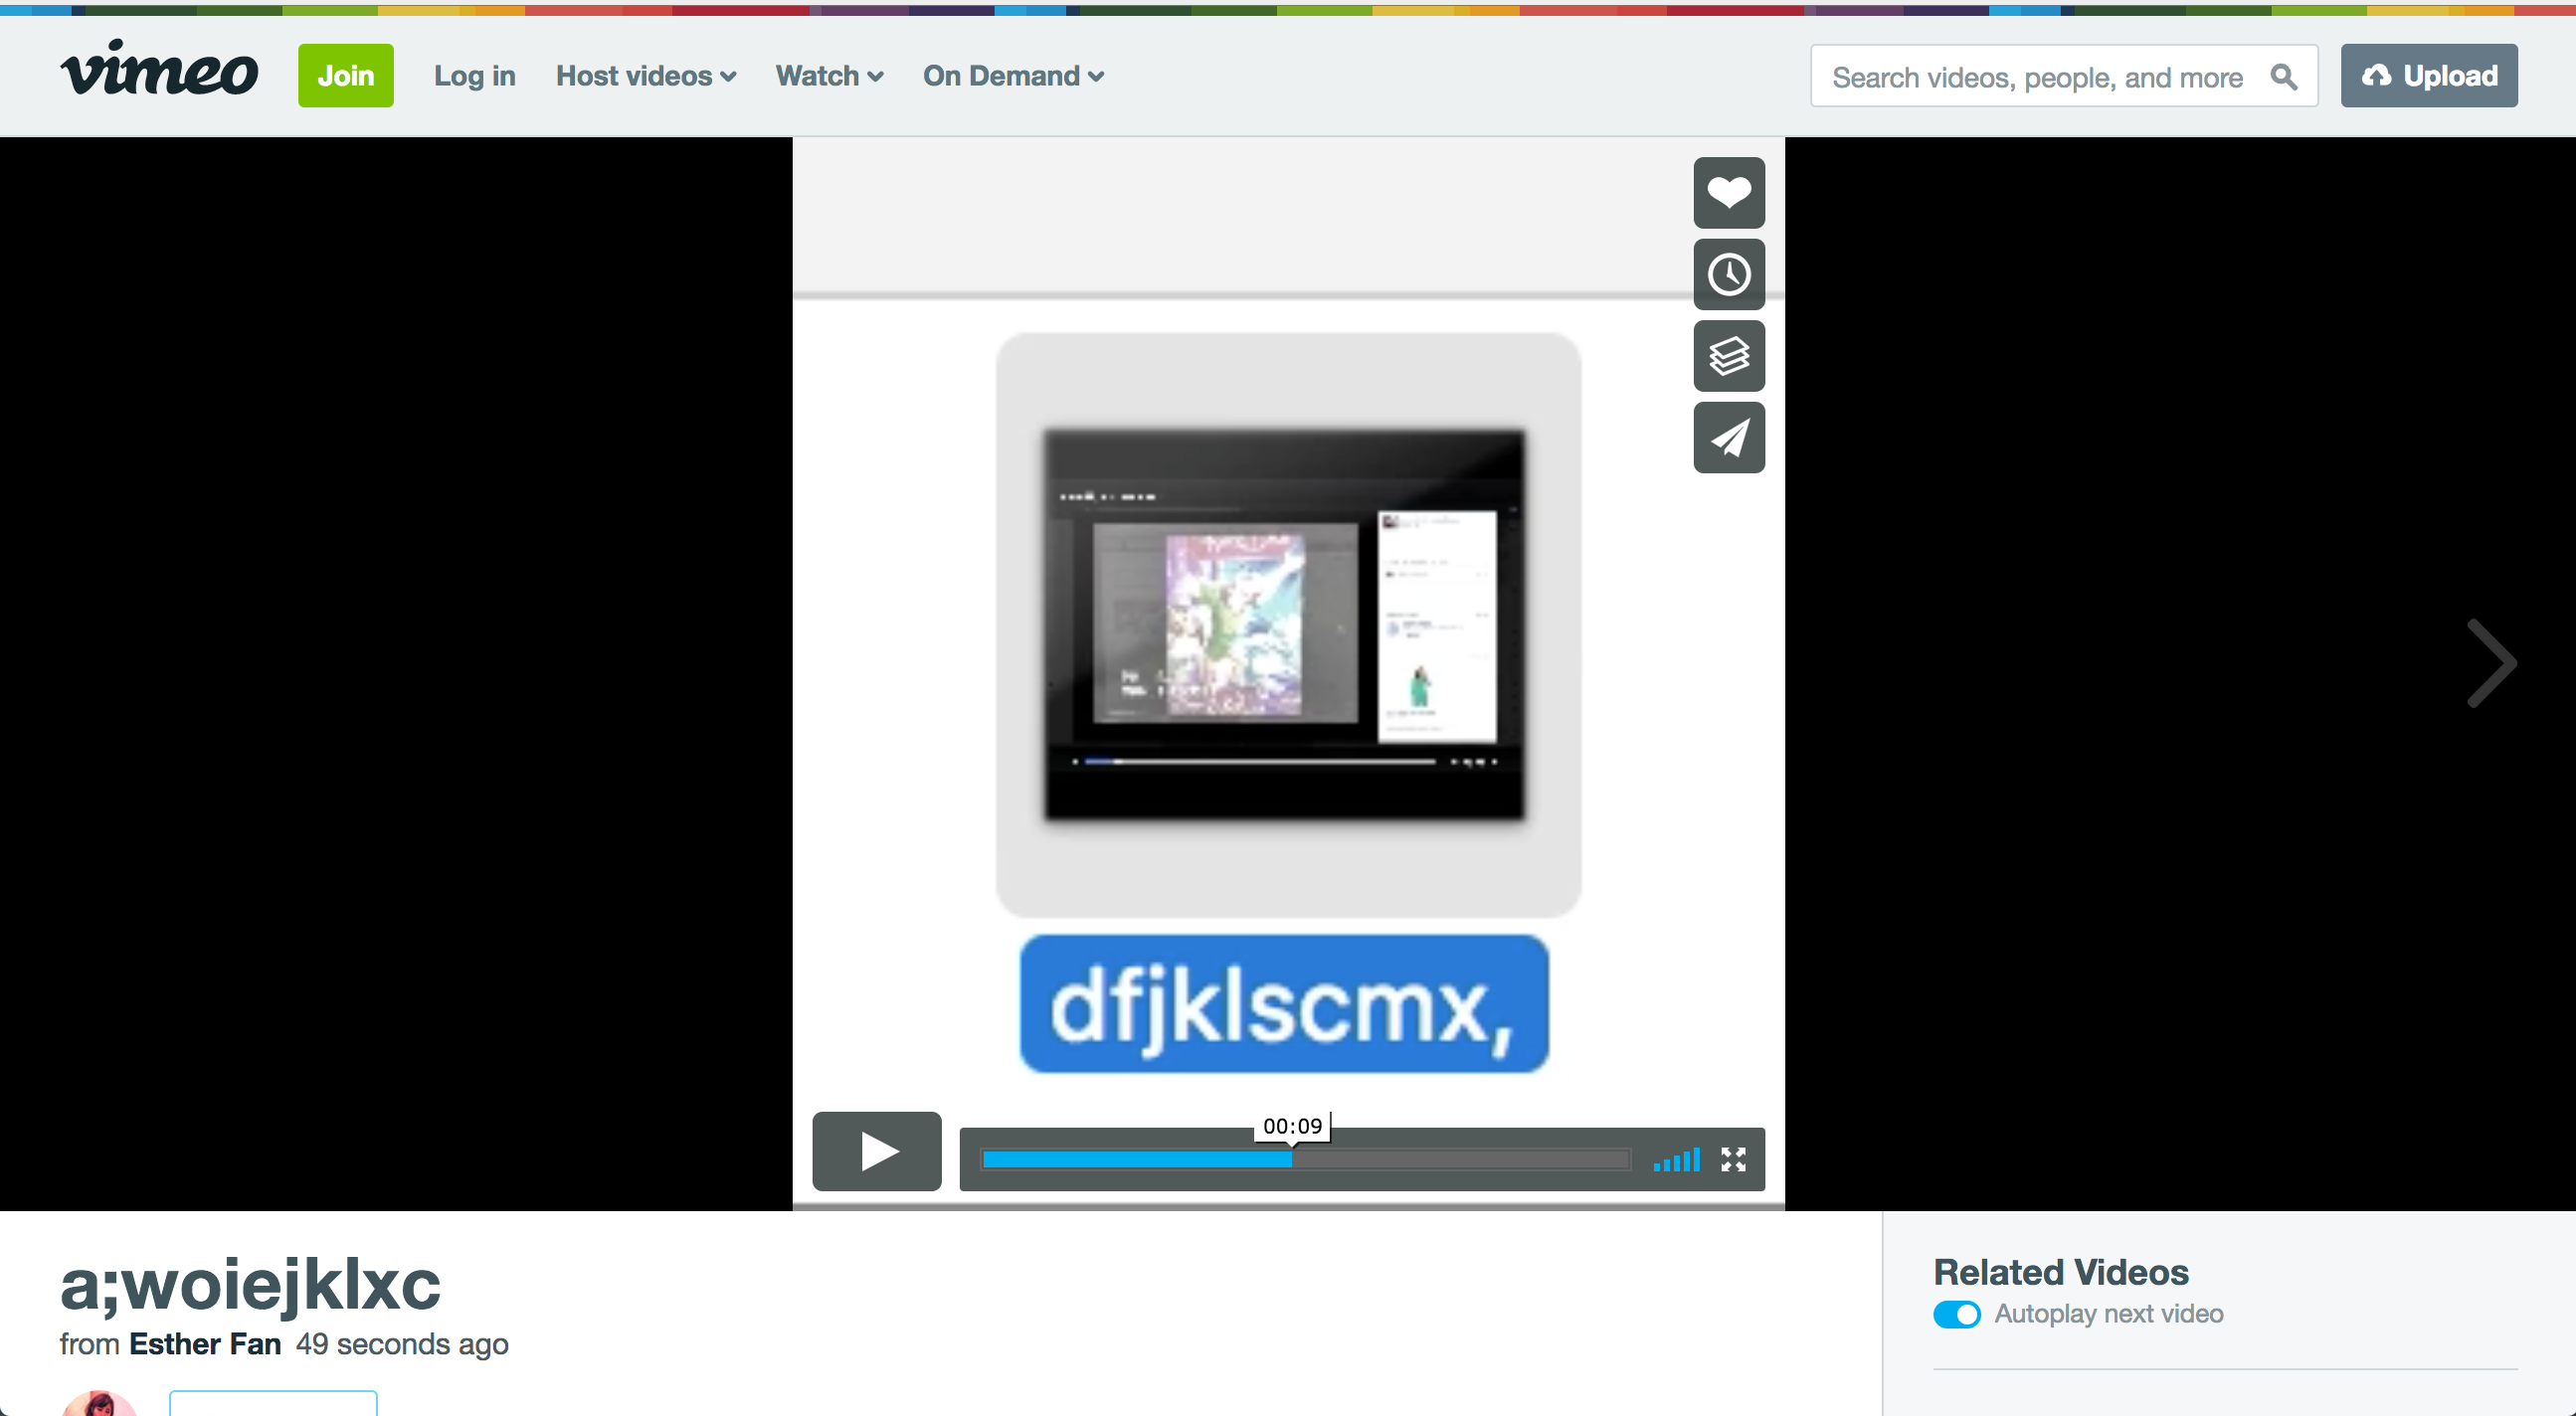 vimeo
Join
Log in
Host videos
Watch
On Demand
Search videos, people, and more
Upload
dfjklscmx,
00:09
a;woiejklxc
from Esther Fan 49 seconds ago
Related Videos
Autoplay next video